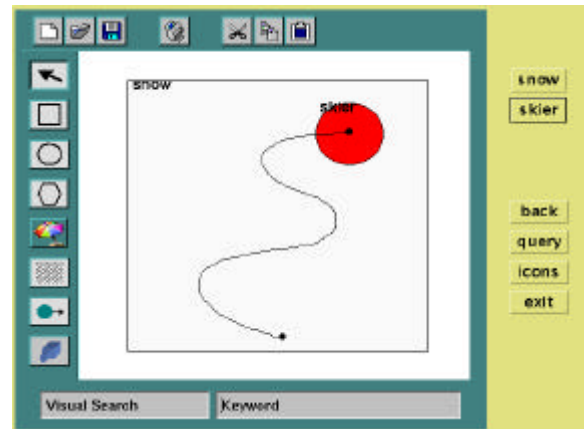 snow
skier
snow
skier
back
query
icons
exit
Visual Search
Keyword